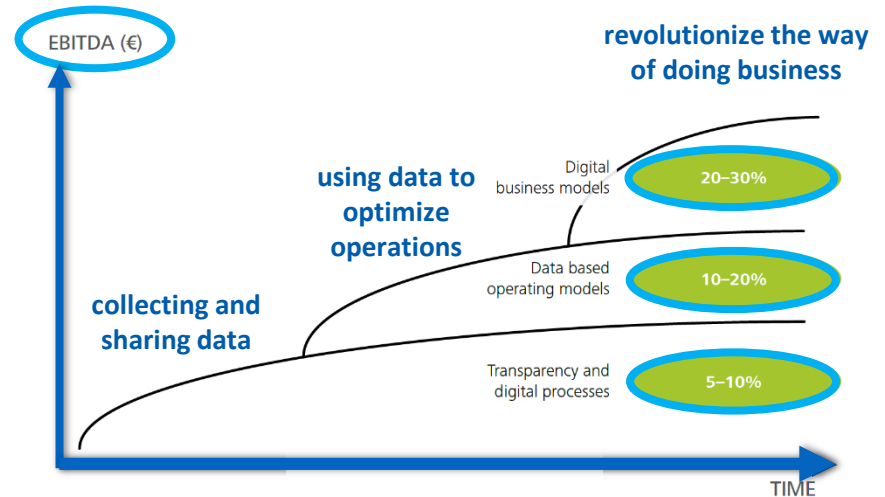 EBITDA (€)
revolutionize the way
of doing business
Digital
business models
20–30%
using data to
optimize
operations
Data based
operating models
10–20%
collecting and
sharing data
Transparency and
digital processes
5–10%
TIME